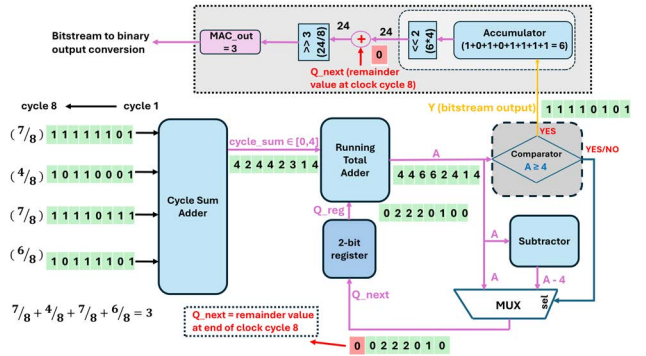 Bitstream to binary
output conversion
MAC_out
= 3
>> 3
(24/8)
24
+
24
0
<< 2
(6*4)
Accumulator
(1+0+1+0+1+1+1+1 = 6)
Q_next (remainder
value at clock cycle 8)
Y (bitstream output)
1 1 1 1 0 1 0 1
cycle 8
cycle 1
(7/8) 1 1 1 1 1 1 0 1
(4/8) 1 0 1 1 0 0 0 1
(7/8) 1 1 1 1 0 1 1 1
(6/8) 1 0 1 1 1 1 0 1
7/8 + 4/8 + 7/8 + 6/8 = 3
Cycle Sum
Adder
cycle_sum ∈ [0,4]
4 2 4 4 2 3 1 4
Running
Total
Adder
A
4 4 6 6 2 4 1 4
Q_reg
0 2 2 2 0 1 0 0
2-bit
register
Q_next
YES
YES/NO
Comparator
A ≥ 4
A
Subtractor
A
A - 4
MUX
sel
Q_next = remainder value
at end of clock cycle 8
0 0 2 2 2 0 1 0